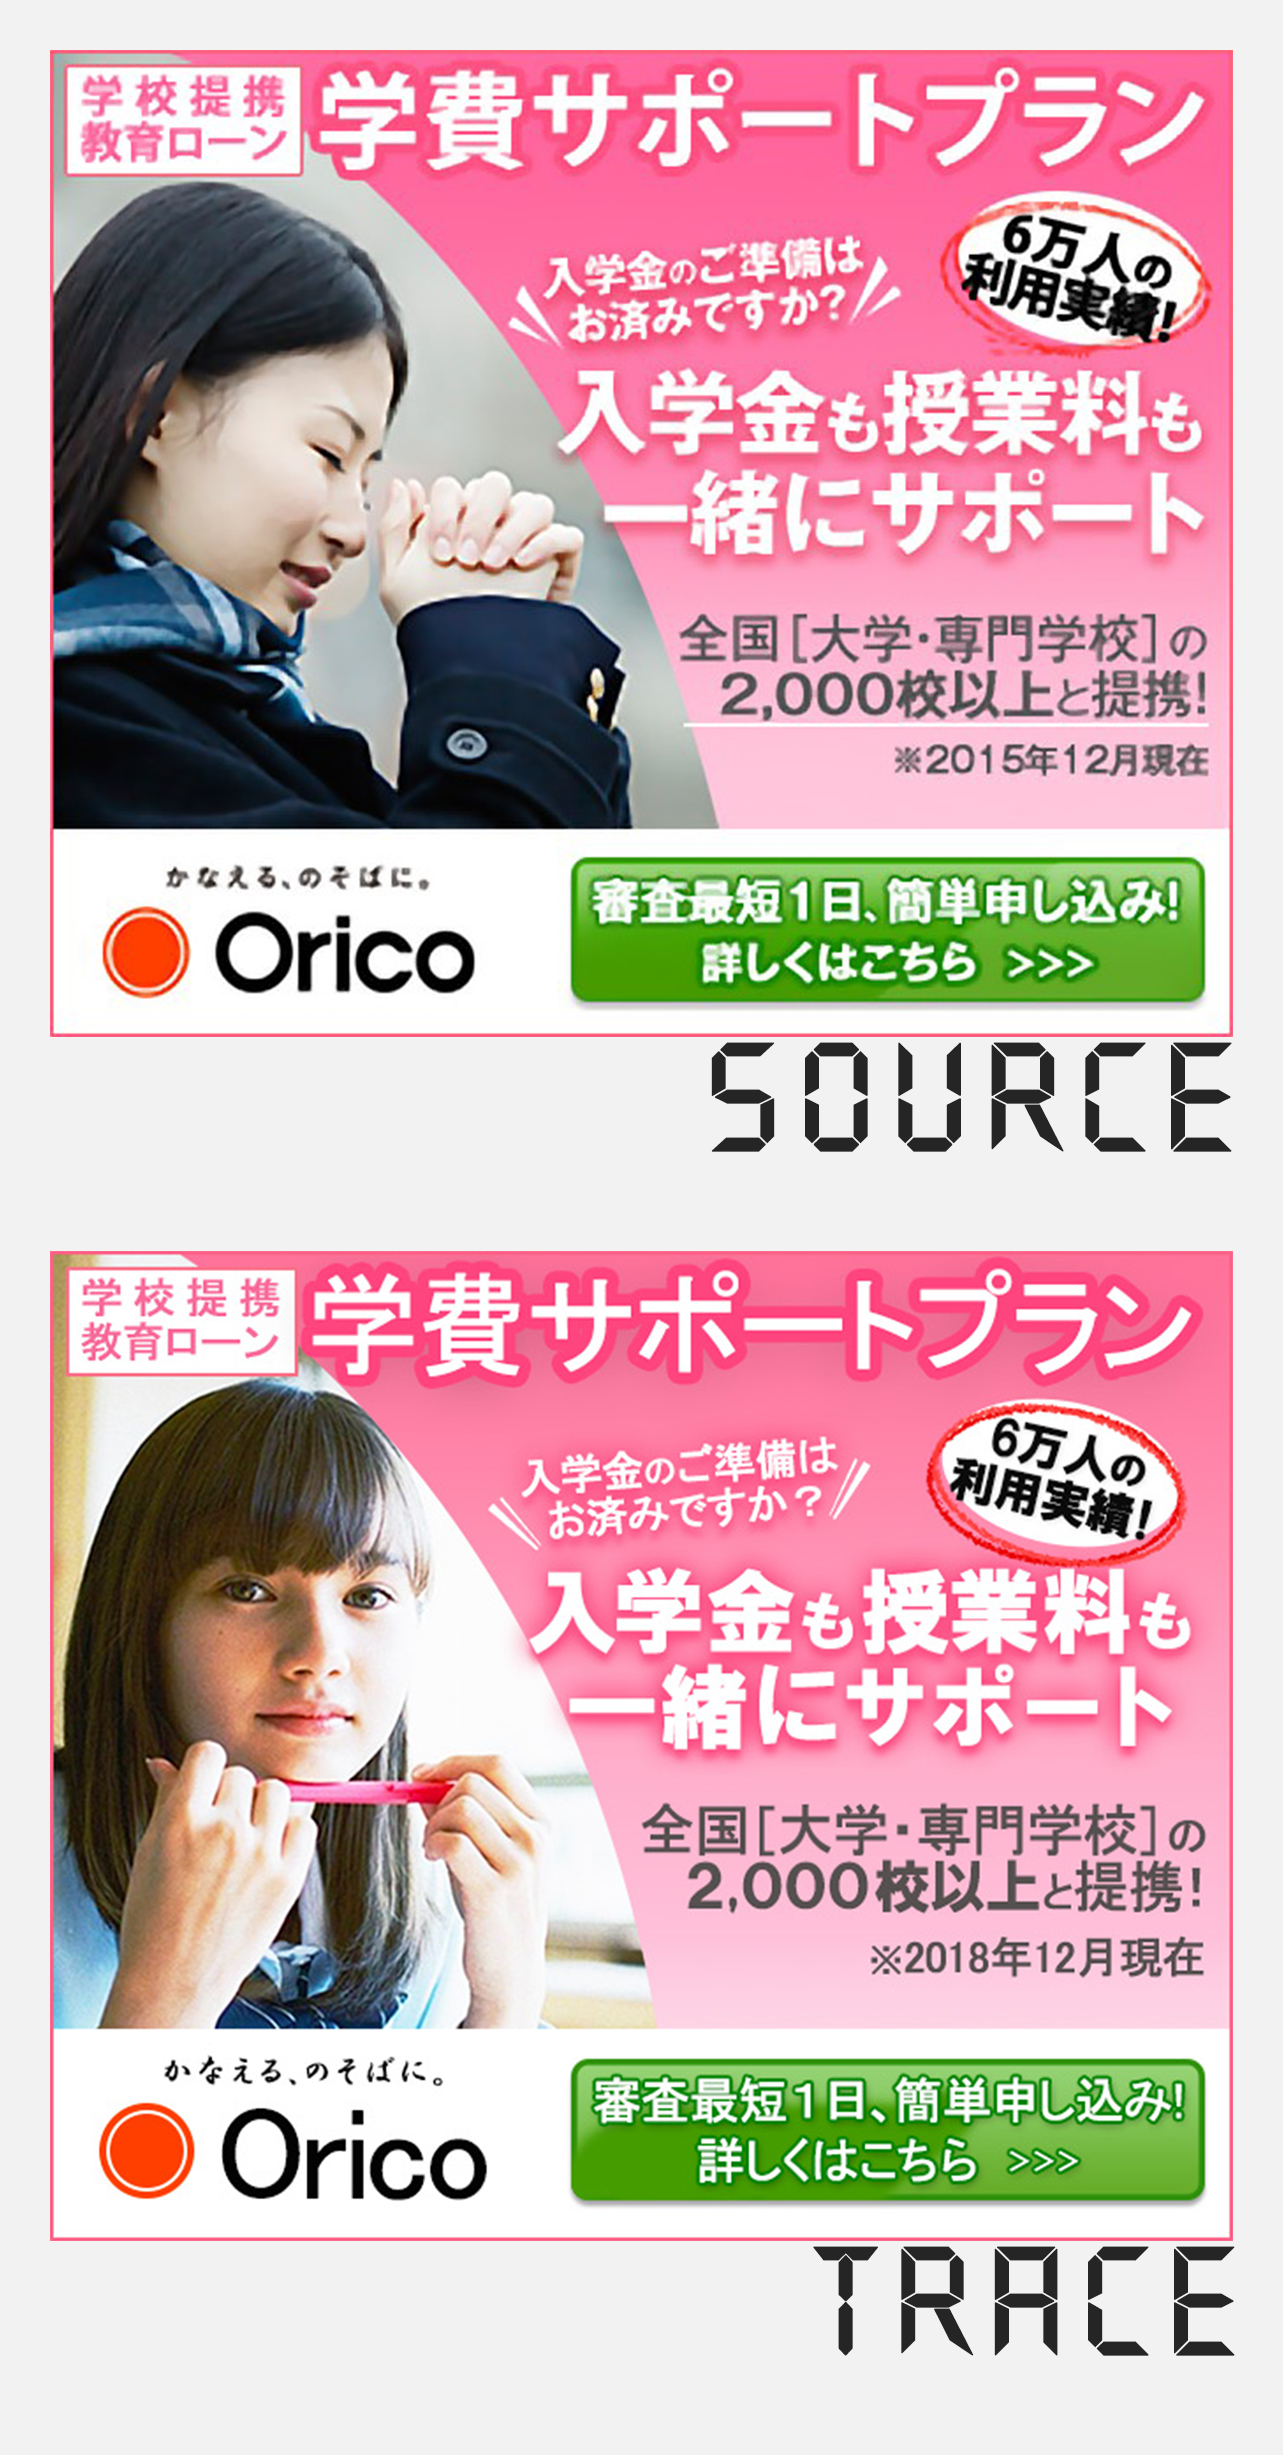 学校提携
教育ローン
学費サポートプラン
6万人の
利用実績!
入学金のご準備は
お済みですか?
入学金も授業料も
一緒にサポート
全国[大学・専門学校]の
2,000校以上と提携!
※2015年12月現在
かなえる、のそばに。
Orico
審査最短1日、簡単申し込み!
詳しくはこちら >>>
SOURCE
学校提携
教育ローン
学費サポートプラン
6万人の
利用実績!
入学金のご準備は
お済みですか？
入学金も授業料も
一緒にサポート
全国[大学・専門学校]の
2,000校以上と提携!
※2018年12月現在
かなえる、のそばに。
Orico
審査最短1日、簡単申し込み!
詳しくはこちら >>>
TRACE